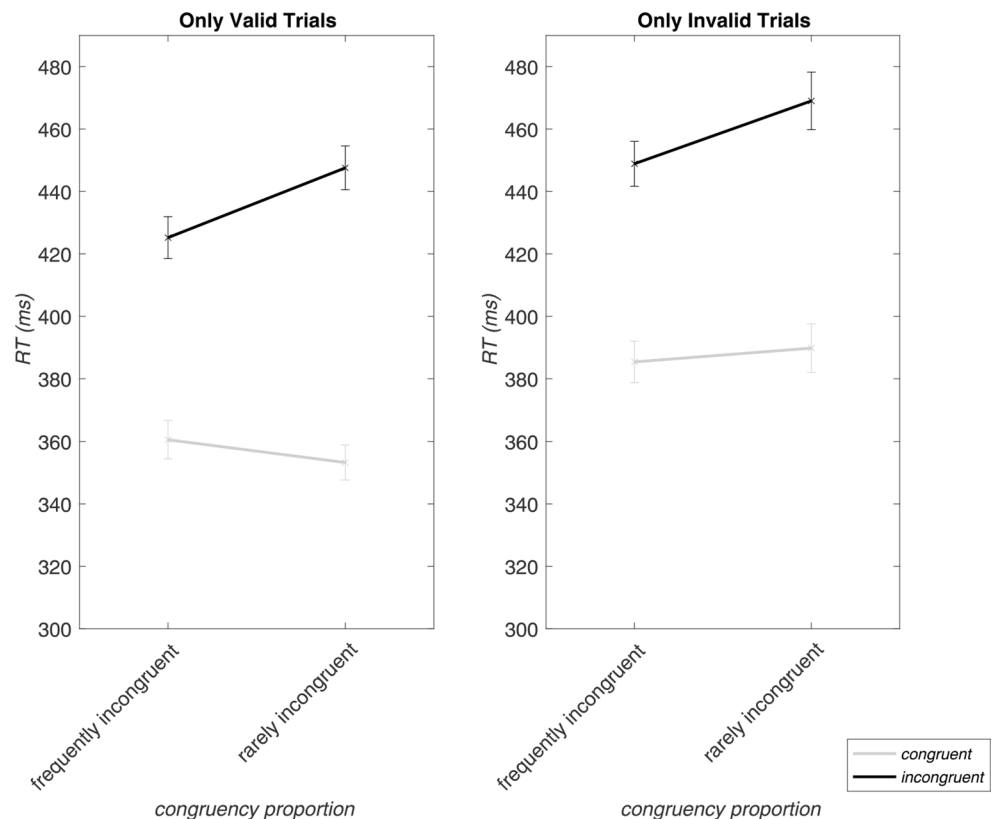 Only Valid Trials
480
460
440
420
400
380
360
340
320
300
RT (ms)
frequently incongruent
rarely incongruent
congruency proportion
Only Invalid Trials
480
460
440
420
400
380
360
340
320
300
RT (ms)
frequently incongruent
rarely incongruent
congruency proportion
congruent
incongruent